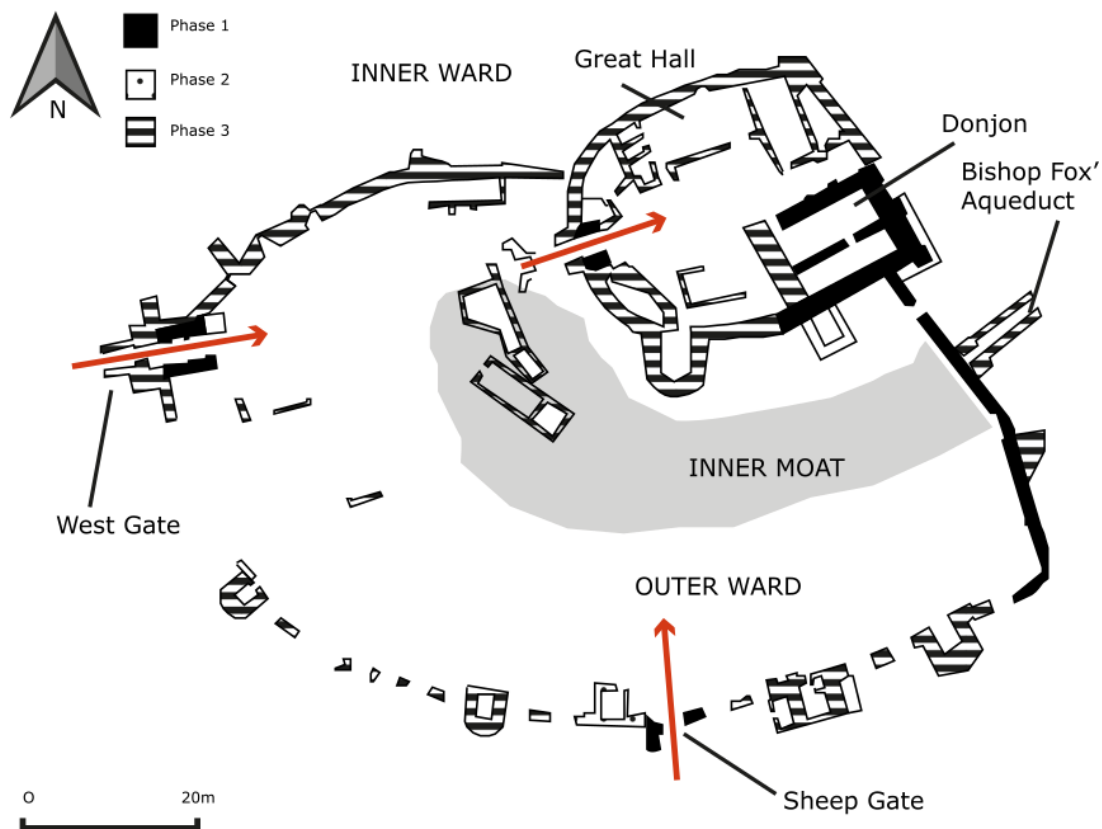 Phase 1
Phase 2
Phase 3
N
INNER WARD
Great Hall
Donjon
Bishop Fox'
Aqueduct
West Gate
INNER MOAT
OUTER WARD
Sheep Gate
O 20m